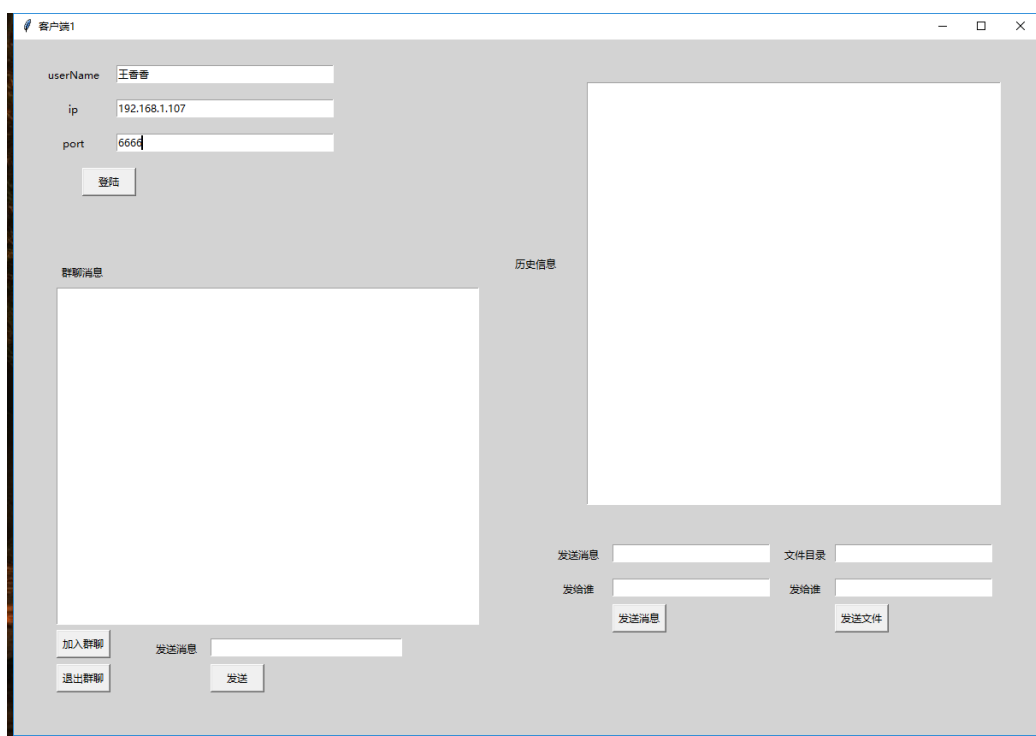 客户端1
userName 王香香
ip 192.168.1.107
port 6666
登陆
群聊消息
历史信息
发送消息 文件目录
发给谁 发给谁
发送消息 发送文件
加入群聊 发送消息
退出群聊 发送